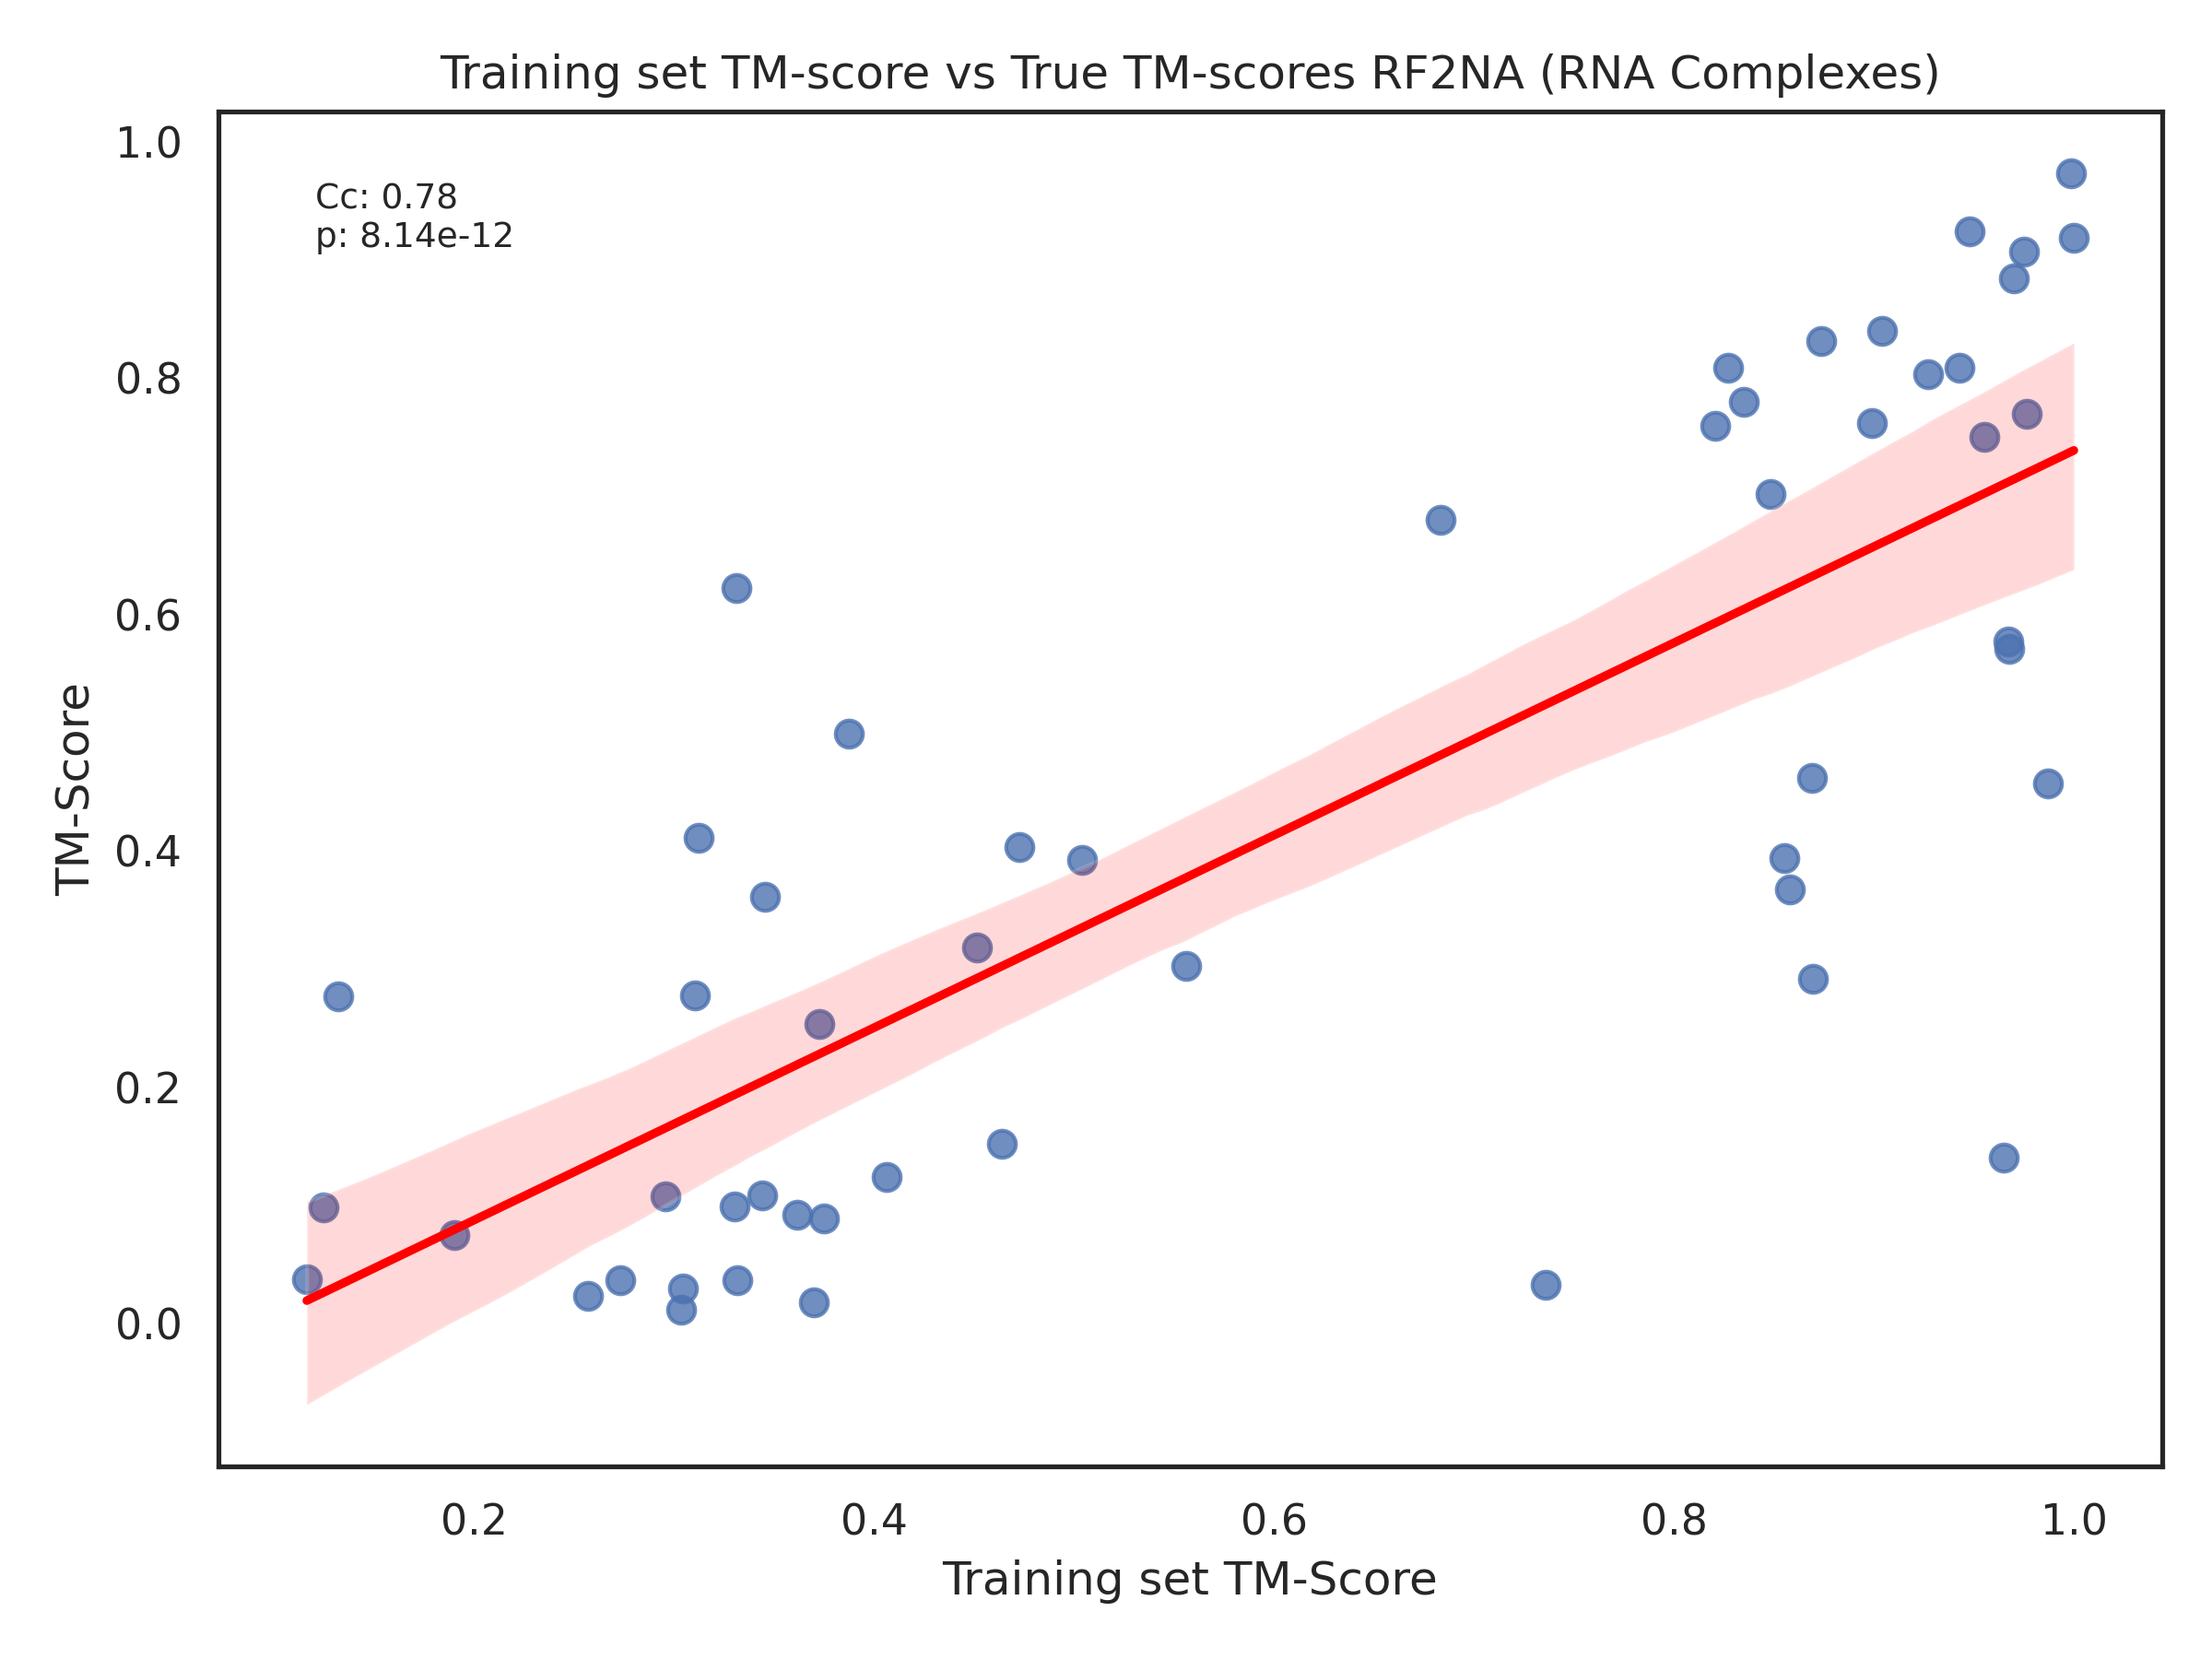 Training set TM-score vs True TM-scores RF2NA (RNA Complexes)
Cc: 0.78
p: 8.14e-12
TM-Score
1.0
0.8
0.6
0.4
0.2
0.0
0.2 0.4 0.6 0.8 1.0
Training set TM-Score